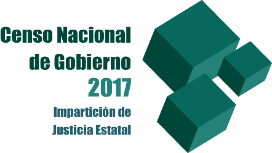 Censo Nacional
de Gobierno
2017
Impartición de
Justicia Estatal